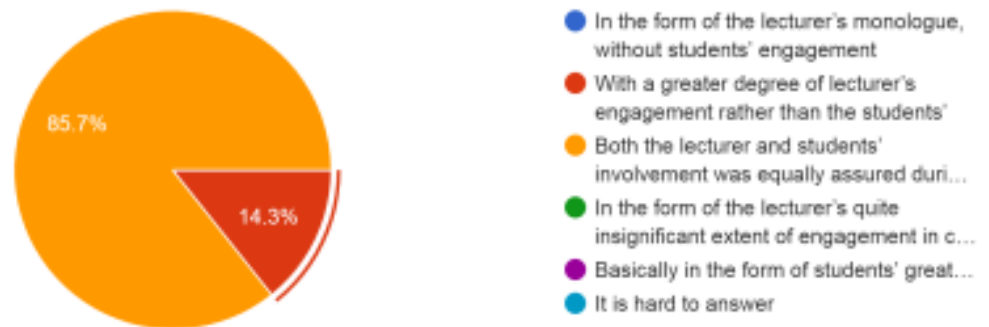 85.7%
14.3%
In the form of the lecturer's monologue,
without students' engagement
With a greater degree of lecturer's
engagement rather than the students'
Both the lecturer and students'
involvement was equally assured duri...
In the form of the lecturer's quite
insignificant extent of engagement in c...
Basically in the form of students' great...
It is hard to answer